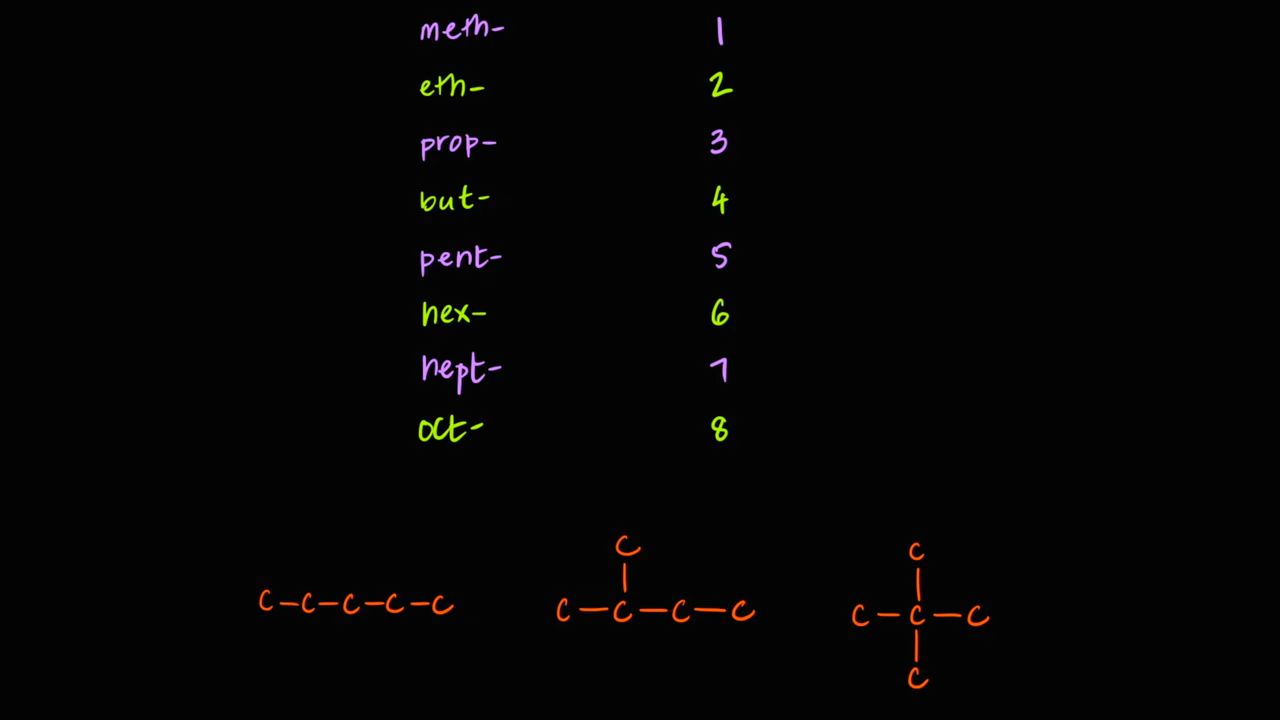 meth- 1
eth- 2
prop- 3
but- 4
pent- 5
hex- 6
hept- 7
oct- 8
C C
C-C-C-C-C C-C-C-C C-C-C
C